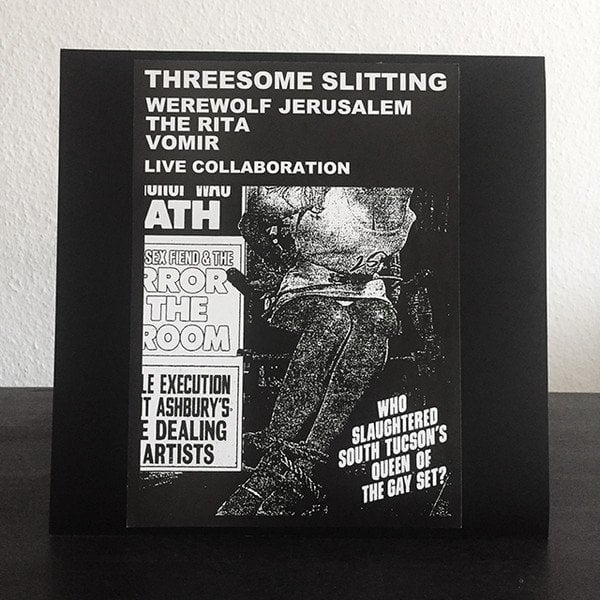 THREESOME SLITTING
WEREWOLF JERUSALEM
THE RITA
VOMIR
LIVE COLLABORATION
WAS
ATH
SEX FIEND & THE
RROR
THE
ROOM
LE EXECUTION
T ASHBURY'S
E DEALING
ARTISTS
WHO
SLAUGHTERED
SOUTH TUCSON'S
QUEEN OF
THE GAY SET?